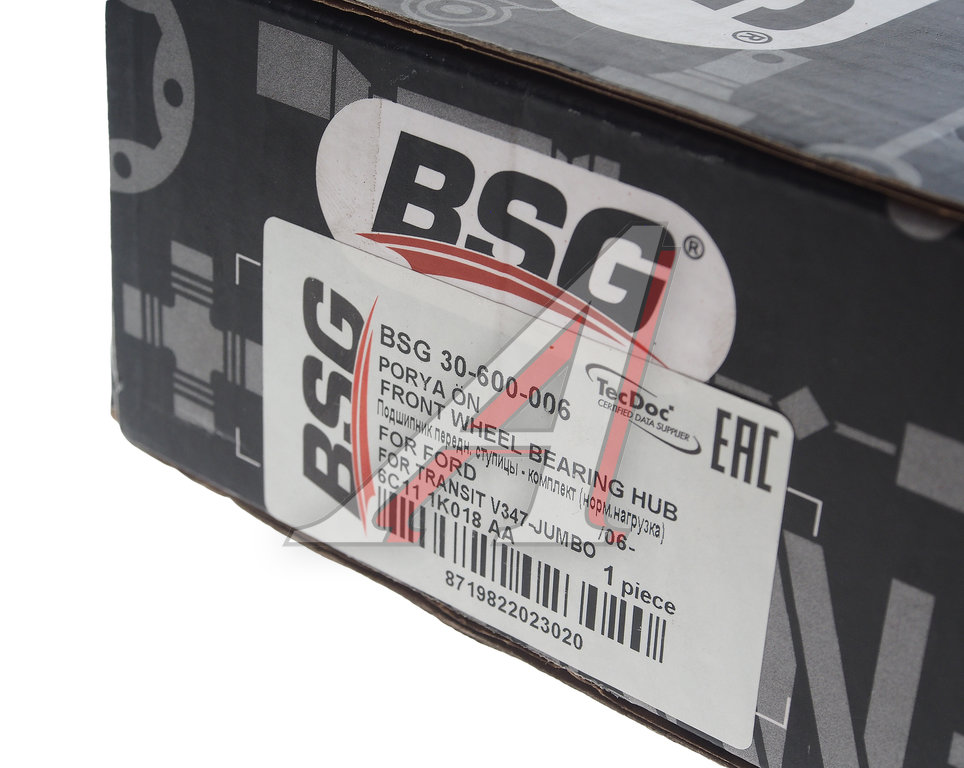 BSG
®
BSG®
BSG
BSG 30-600-006
PORYA ÖN
FRONT WHEEL BEARING HUB
Подшипник передн. ступицы - комплект (норм.нагрузка)
FOR FORD
FOR TRANSIT V347-JUMBO /06-
6C11 1K018 AA
1 piece
8719822023020
TecDoc®
CERTIFIED DATA SUPPLIER
EAC